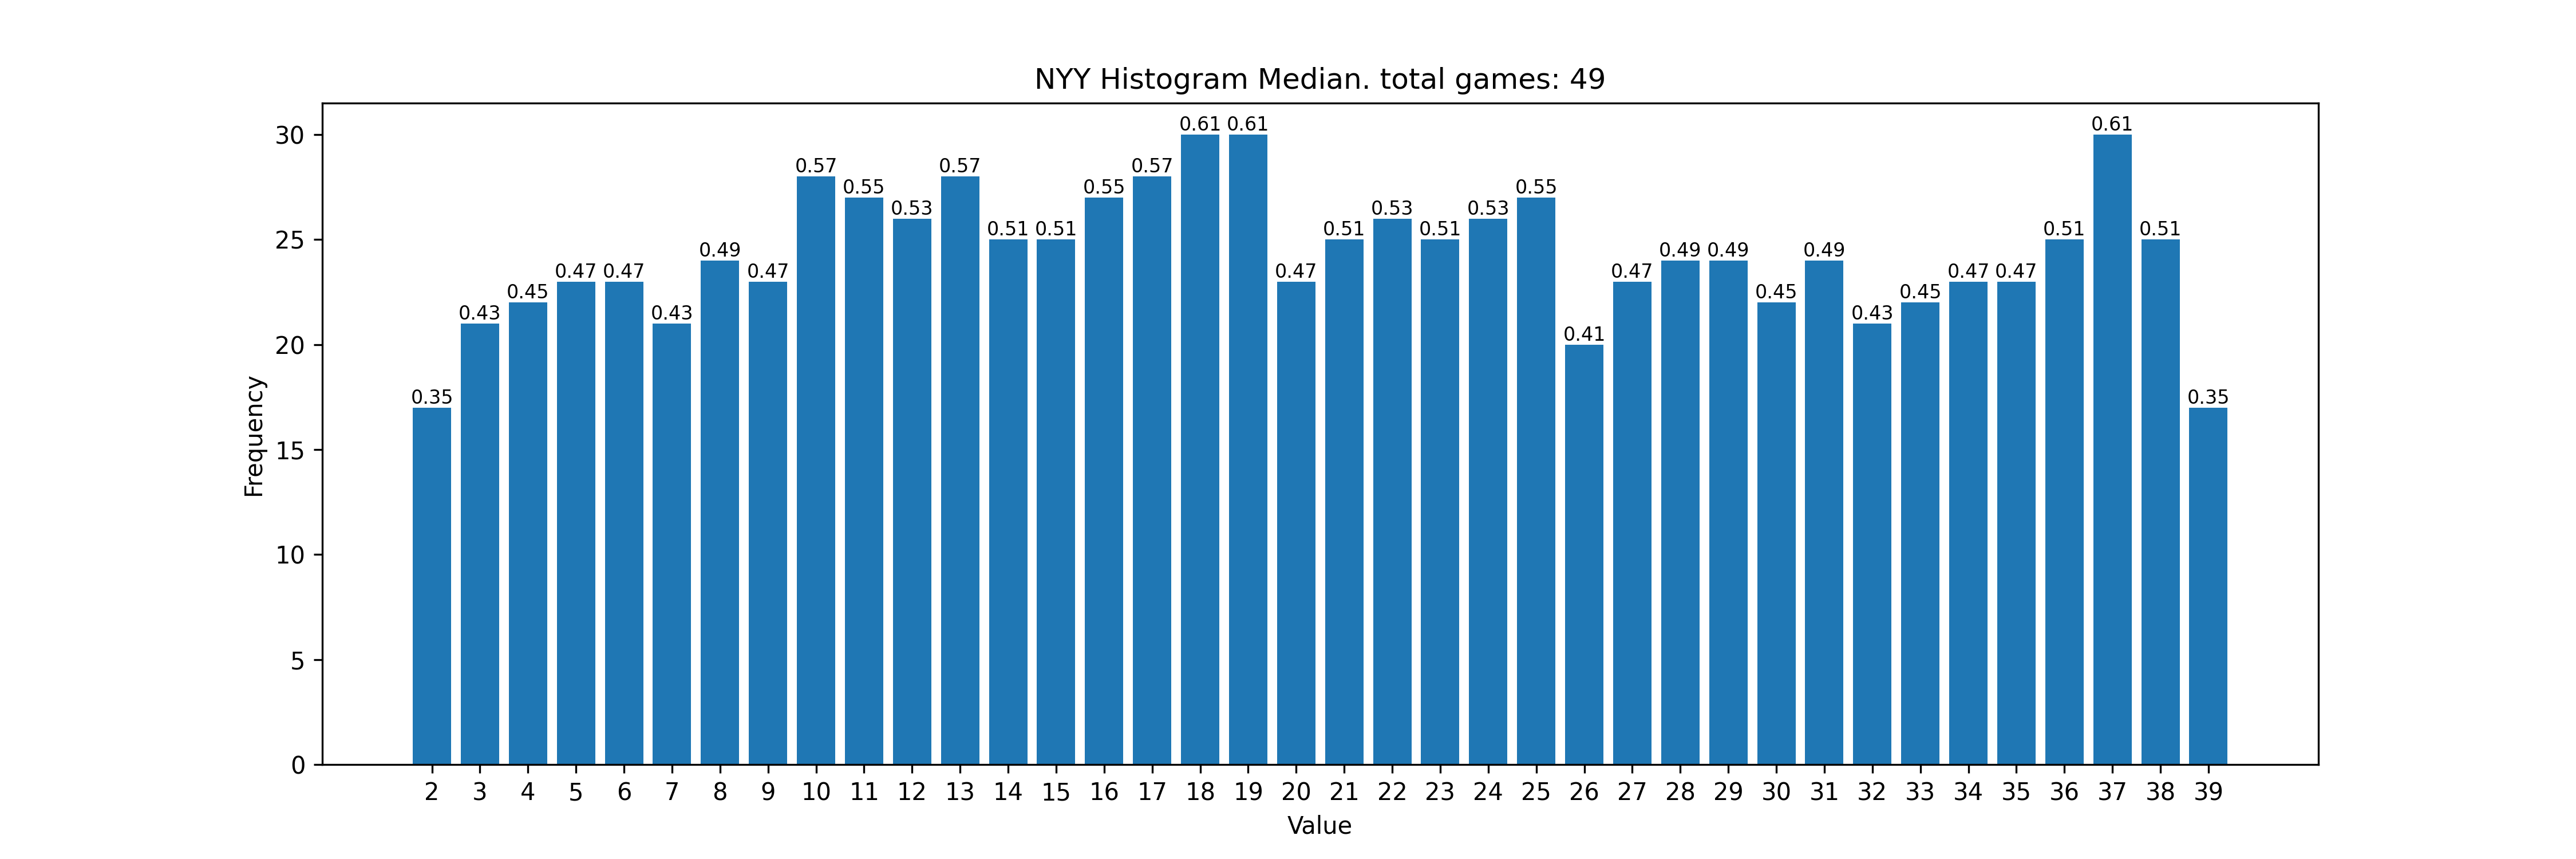 NYY Histogram Median. total games: 49
30
25
20
15
10
5
0
Frequency
0.35 0.43 0.45 0.47 0.47 0.43 0.49 0.47 0.57 0.55 0.53 0.57 0.51 0.51 0.55 0.57 0.61 0.61 0.47 0.51 0.53 0.51 0.53 0.55 0.41 0.47 0.49 0.49 0.45 0.49 0.43 0.45 0.47 0.47 0.51 0.61 0.51 0.35
2 3 4 5 6 7 8 9 10 11 12 13 14 15 16 17 18 19 20 21 22 23 24 25 26 27 28 29 30 31 32 33 34 35 36 37 38 39
Value